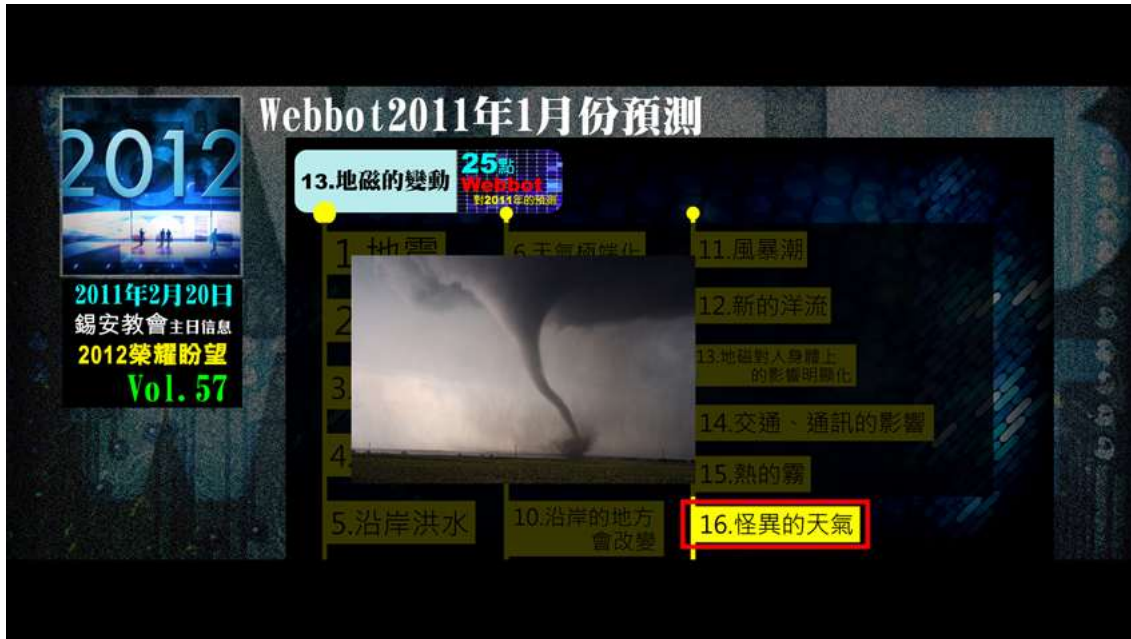 Webbot2011年1月份預測
2012
2011年2月20日
錫安教會主日信息
2012榮耀盼望
Vol. 57
13.地磁的變動
25點
Webbot
對2011年的預測
1.地震
2
3.
4.
5.沿岸洪水
6.天氣極端化
10.沿岸的地方
會改變
11.風暴潮
12.新的洋流
13.地磁對人身體上
的影響明顯化
14.交通、通訊的影響
15.熱的霧
16.怪異的天氣